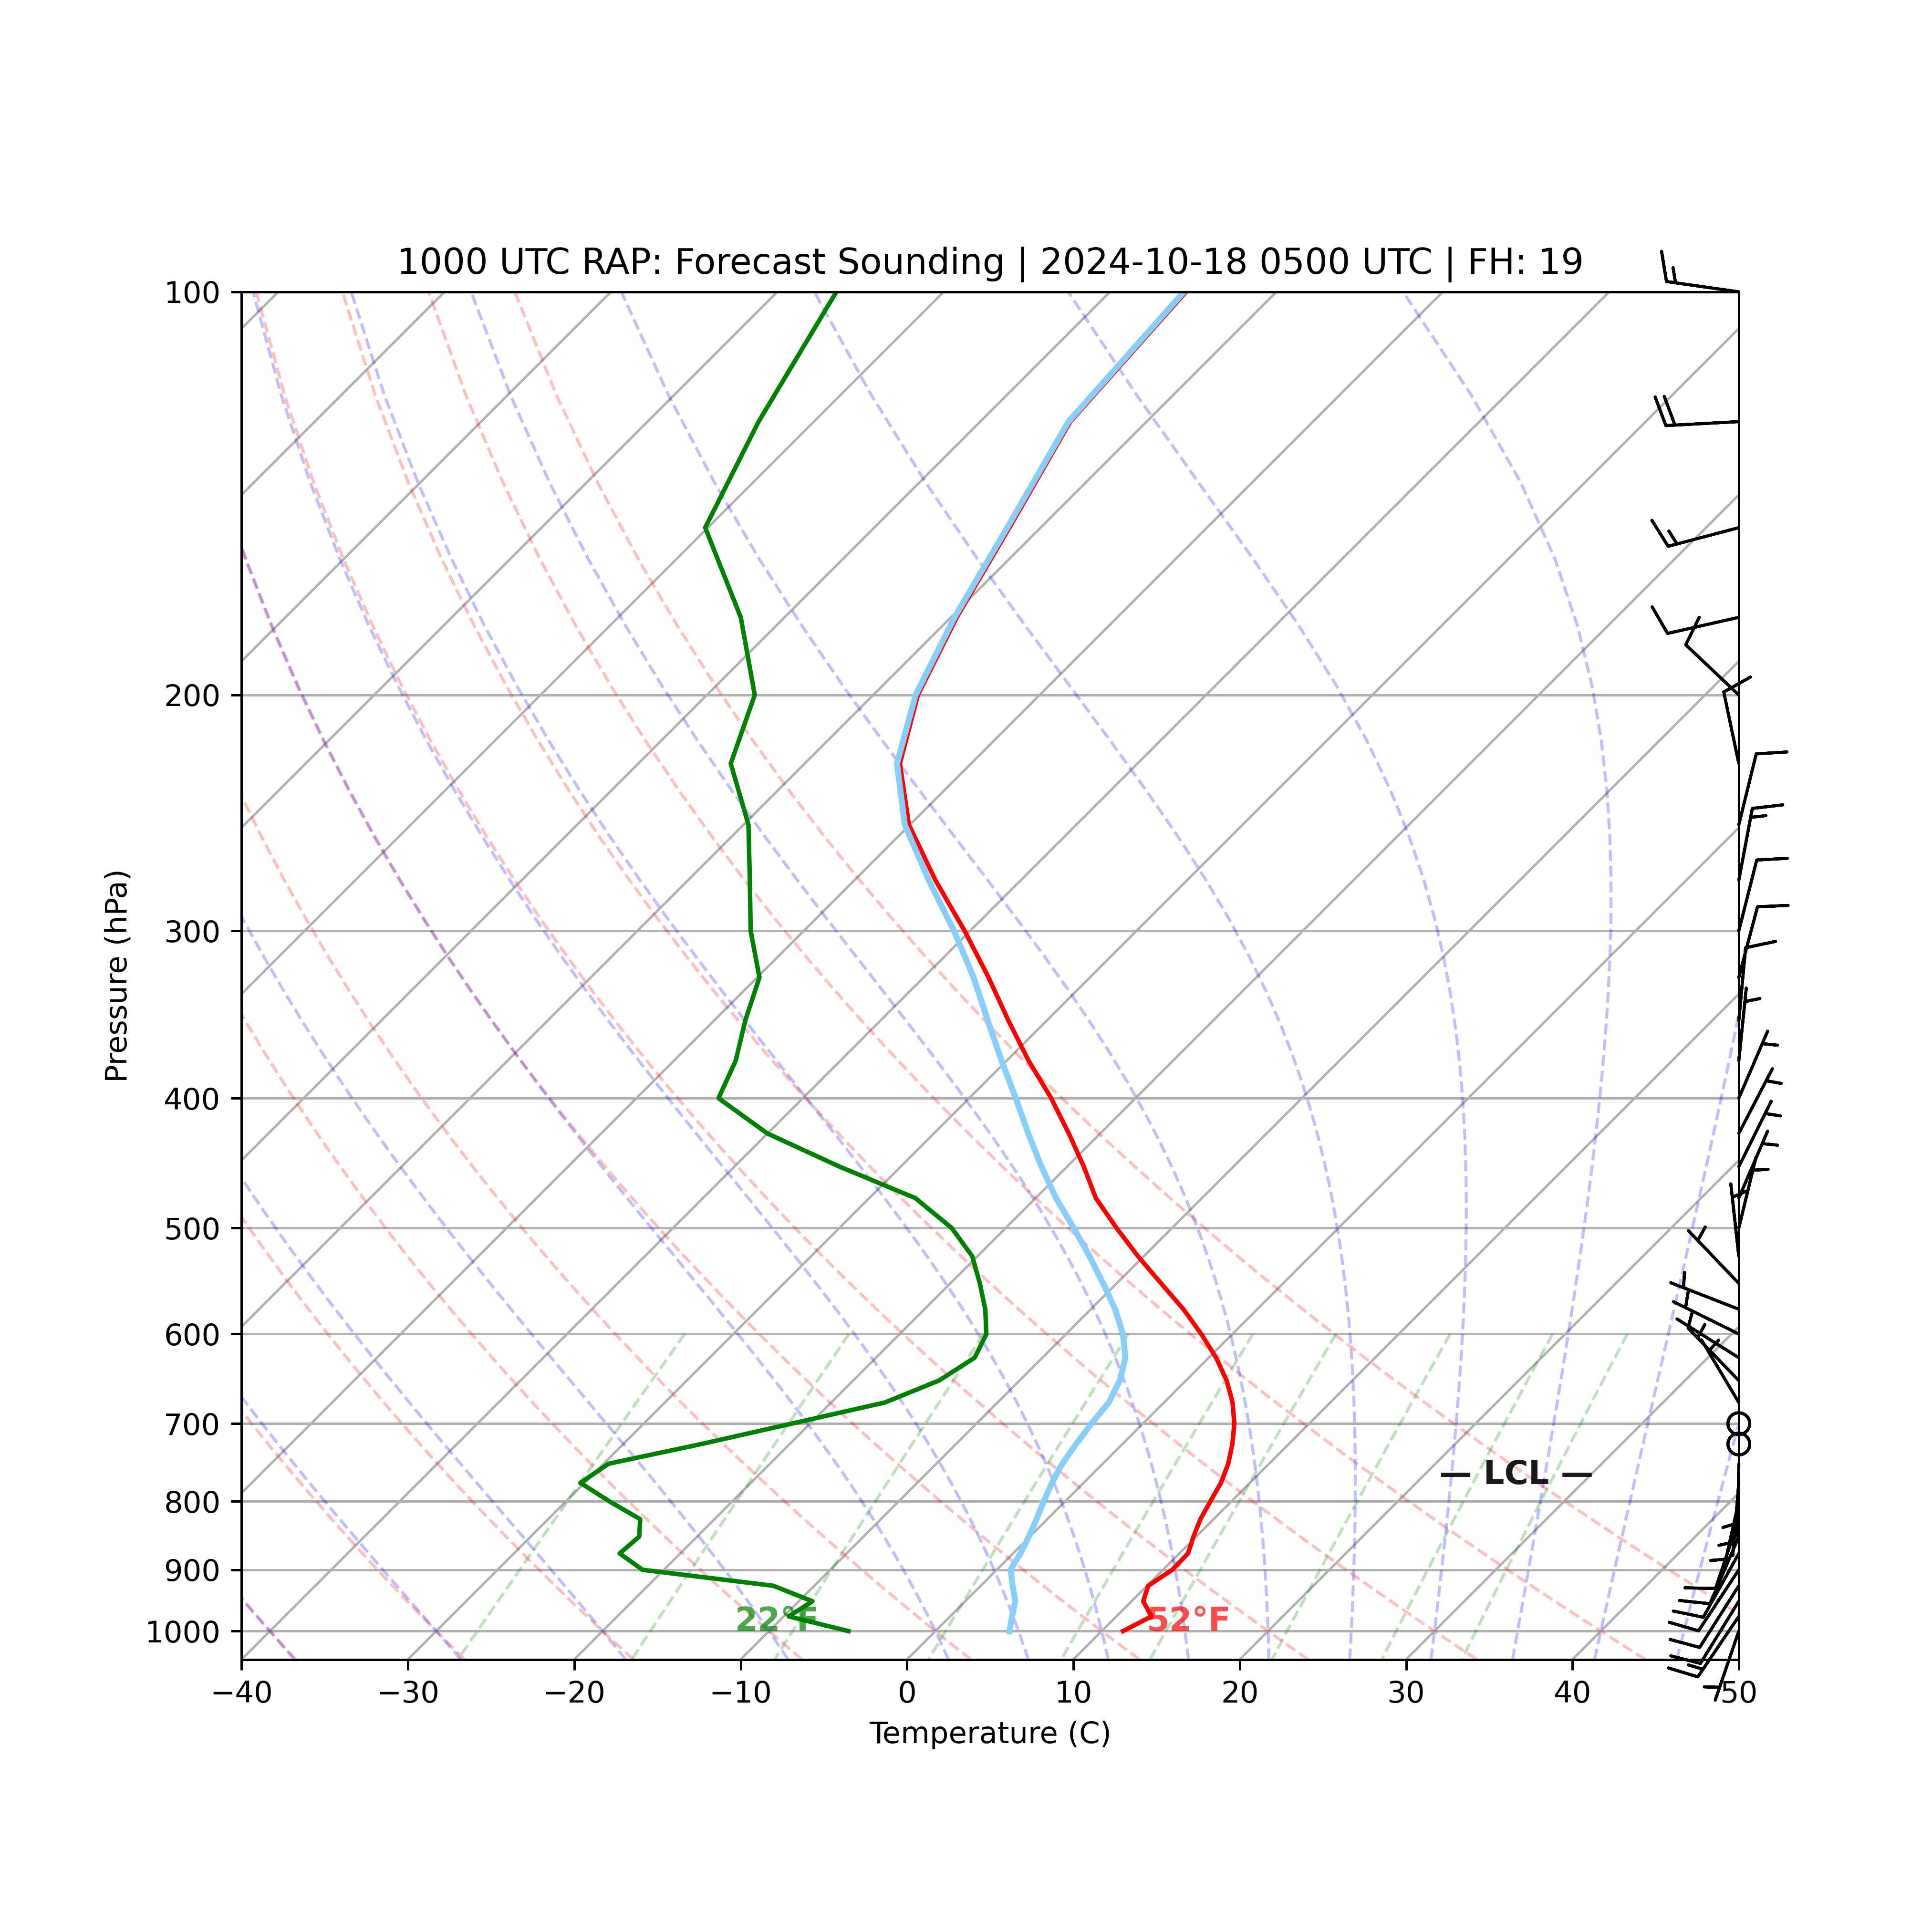 1000 UTC RAP: Forecast Sounding | 2024-10-18 0500 UTC | FH: 19
100
200
300
400
500
600
700
800
900
1000
Pressure (hPa)
— LCL —
22°F
52°F
−40 −30 −20 −10 0 10 20 30 40 50
Temperature (C)